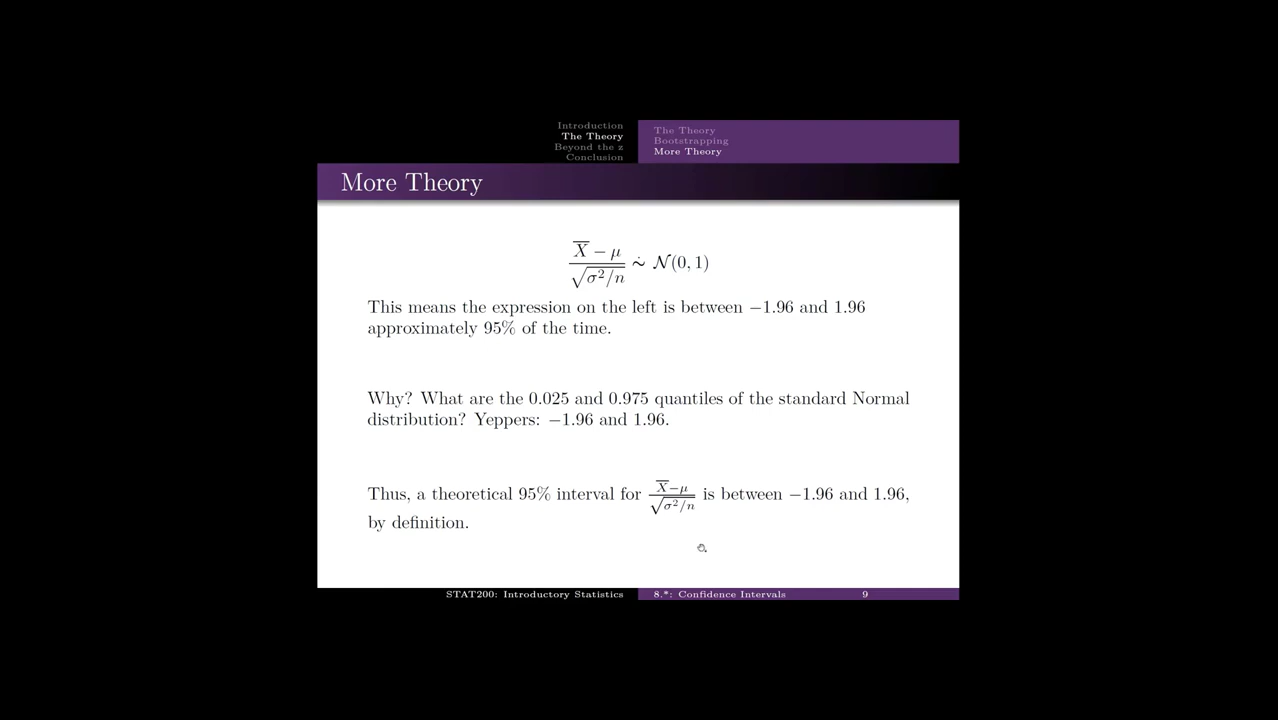 Introduction
The Theory
Beyond the z
Conclusion
The Theory
Bootstrapping
More Theory
More Theory
(X̅ − μ) / √(σ²/n) ∼̇ 𝒩(0, 1)
This means the expression on the left is between −1.96 and 1.96
approximately 95% of the time.
Why? What are the 0.025 and 0.975 quantiles of the standard Normal
distribution? Yeppers: −1.96 and 1.96.
Thus, a theoretical 95% interval for (X̅−μ) / √(σ²/n) is between −1.96 and 1.96,
by definition.
STAT200: Introductory Statistics
8.*: Confidence Intervals 9